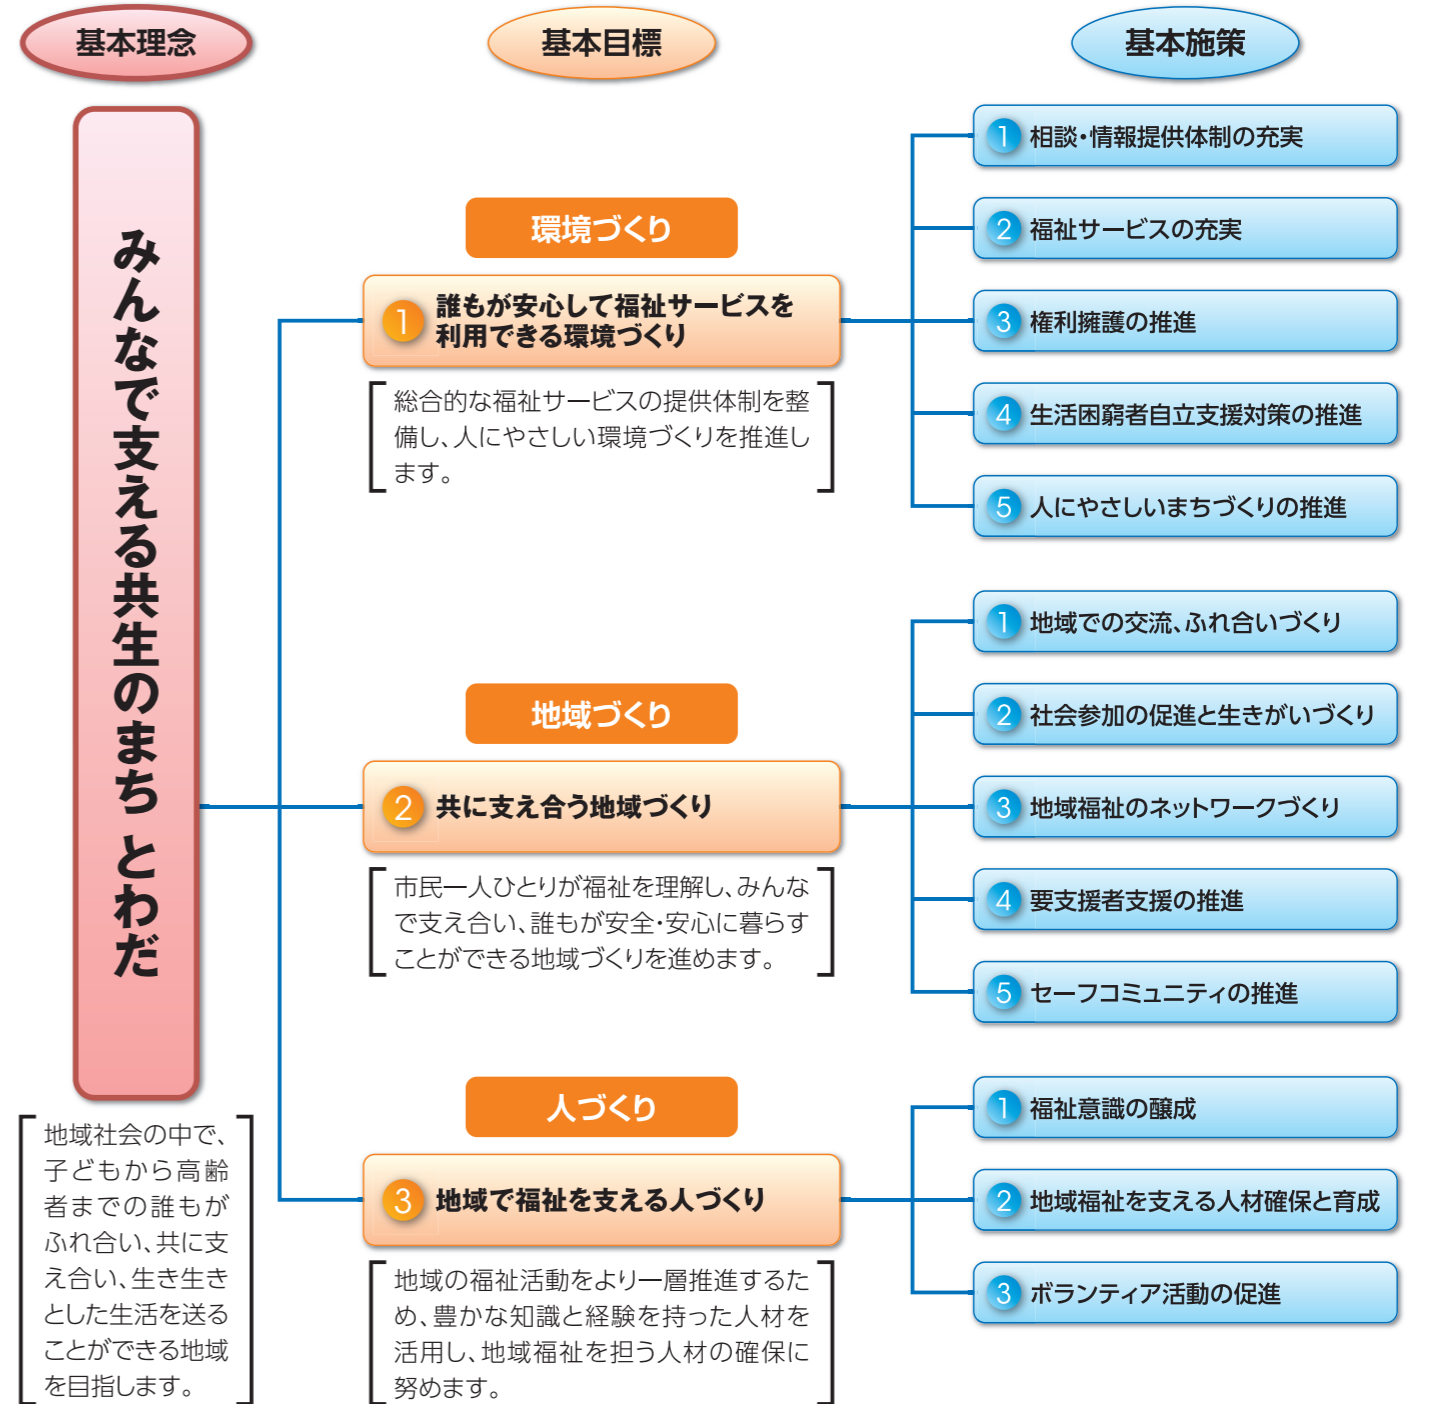 基本理念
基本目標
基本施策
みんなで支える共生のまち とわだ
地域社会の中で、
子どもから高齢
者までの誰もが
ふれ合い、共に支
え合い、生き生き
とした生活を送る
ことができる地域
を目指します。
環境づくり
1 誰もが安心して福祉サービスを
利用できる環境づくり
総合的な福祉サービスの提供体制を整
備し、人にやさしい環境づくりを推進し
ます。
1 相談・情報提供体制の充実
2 福祉サービスの充実
3 権利擁護の推進
4 生活困窮者自立支援対策の推進
5 人にやさしいまちづくりの推進
地域づくり
2 共に支え合う地域づくり
市民一人ひとりが福祉を理解し、みんな
で支え合い、誰もが安全・安心に暮らす
ことができる地域づくりを進めます。
1 地域での交流、ふれ合いづくり
2 社会参加の促進と生きがいづくり
3 地域福祉のネットワークづくり
4 要支援者支援の推進
5 セーフコミュニティの推進
人づくり
3 地域で福祉を支える人づくり
地域の福祉活動をより一層推進するた
め、豊かな知識と経験を持った人材を
活用し、地域福祉を担う人材の確保に
努めます。
1 福祉意識の醸成
2 地域福祉を支える人材確保と育成
3 ボランティア活動の促進